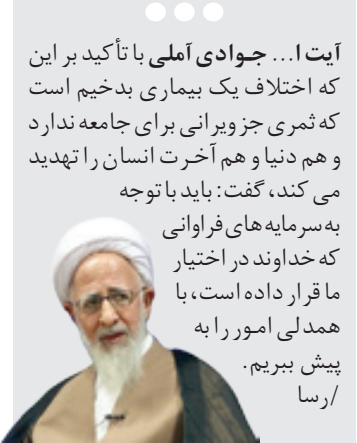 آیت ا... جوادی آملی با تأکید بر این
که اختلاف یک بیماری بدخیم است
که ثمری جز ویرانی برای جامعه ندارد
و هم دنیا و هم آخرت انسان را تهدید
می کند، گفت: باید با توجه
به سرمایه های فراوانی
که خداوند در اختیار
ما قرار داده است، با
همدلی امور را به
پیش ببریم.
/رسا